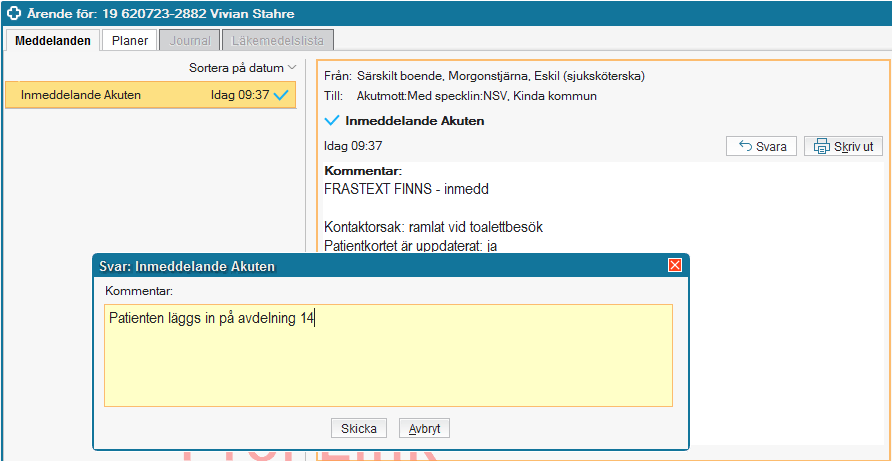 Ärende för: 19 620723-2882 Vivian Stahre
Meddelanden Planer Journal Läkemedelslista
Sortera på datum
Inmeddelande Akuten Idag 09:37
Från: Särskilt boende, Morgonstjärna, Eskil (sjuksköterska)
Till: Akutmott:Med specklin:NSV, Kinda kommun
Inmeddelande Akuten
Idag 09:37
Svara
Skriv ut
Kommentar:
FRASTEXT FINNS - inmedd
Kontaktorsak: ramlat vid toalettbesök
Patientkortet är uppdaterat: ja
Svar: Inmeddelande Akuten
Kommentar:
Patienten läggs in på avdelning 14
Skicka
Avbryt